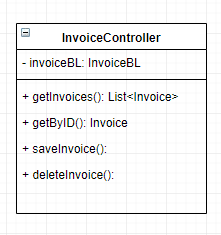 InvoiceController
- invoiceBL: InvoiceBL
+ getInvoices(): List<Invoice>
+ getByID(): Invoice
+ saveInvoice():
+ deleteInvoice():